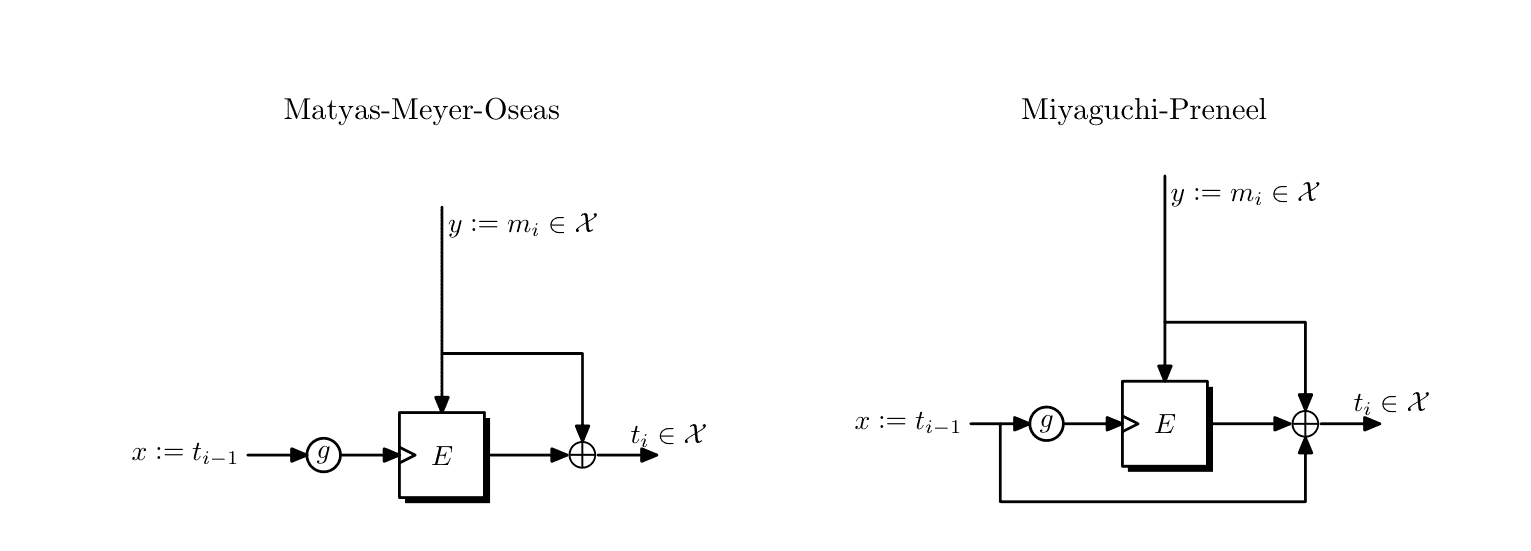 Matyas-Meyer-Oseas
y := m_i ∈ 𝒳
x := t_{i−1}
g
E
t_i ∈ 𝒳
Miyaguchi-Preneel
y := m_i ∈ 𝒳
x := t_{i−1}
g
E
t_i ∈ 𝒳